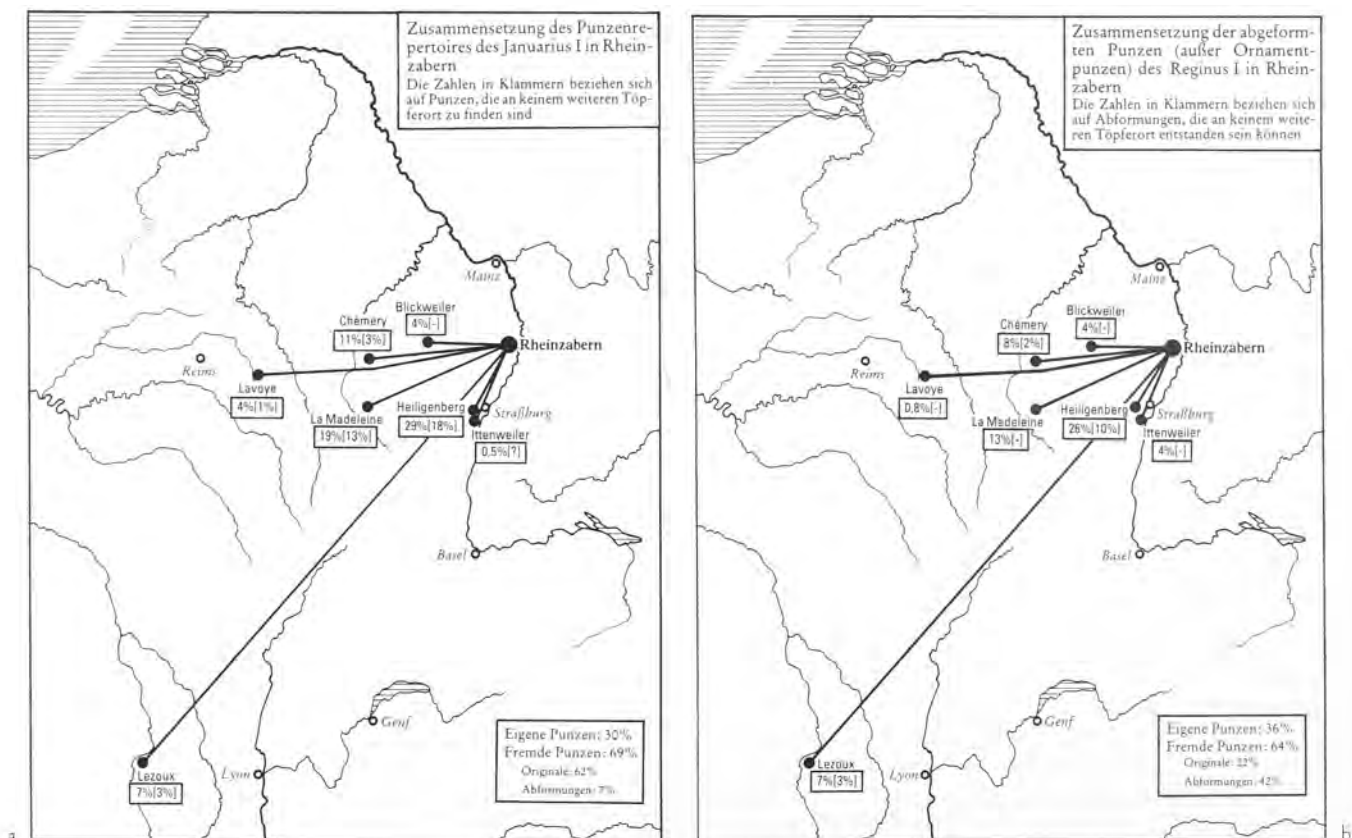 Zusammensetzung des Punzenre-
pertoires des Januarius I in Rhein-
zabern
Die Zahlen in Klammern beziehen sich
auf Punzen, die an keinem weiteren Töp-
ferort zu finden sind
Mainz
Blickweiler
4%[-]
Chémery
11%[3%]
Rheinzabern
Reims
Lavoye
4%[1%]
La Madeleine
19%[13%]
Heiligenberg
29%[18%]
Straßburg
Ittenweiler
0,5%[?]
Basel
Genf
Lezoux
7%[3%]
Lyon
Eigene Punzen: 30%
Fremde Punzen: 69%
Originale: 62%
Abformungen: 7%
a
Zusammensetzung der abgeform-
ten Punzen (außer Ornament-
punzen) des Reginus I in Rhein-
zabern
Die Zahlen in Klammern beziehen sich
auf Abformungen, die an keinem weite-
ren Töpferort entstanden sein können
Mainz
Blickweiler
4%[-]
Chémery
8%[2%]
Rheinzabern
Reims
Lavoye
0,8%[-]
La Madeleine
13%[-]
Heiligenberg
26%[10%]
Straßburg
Ittenweiler
4%[-]
Basel
Genf
Lezoux
7%[3%]
Lyon
Eigene Punzen: 36%
Fremde Punzen: 64%
Originale: 22%
Abformungen: 42%
b